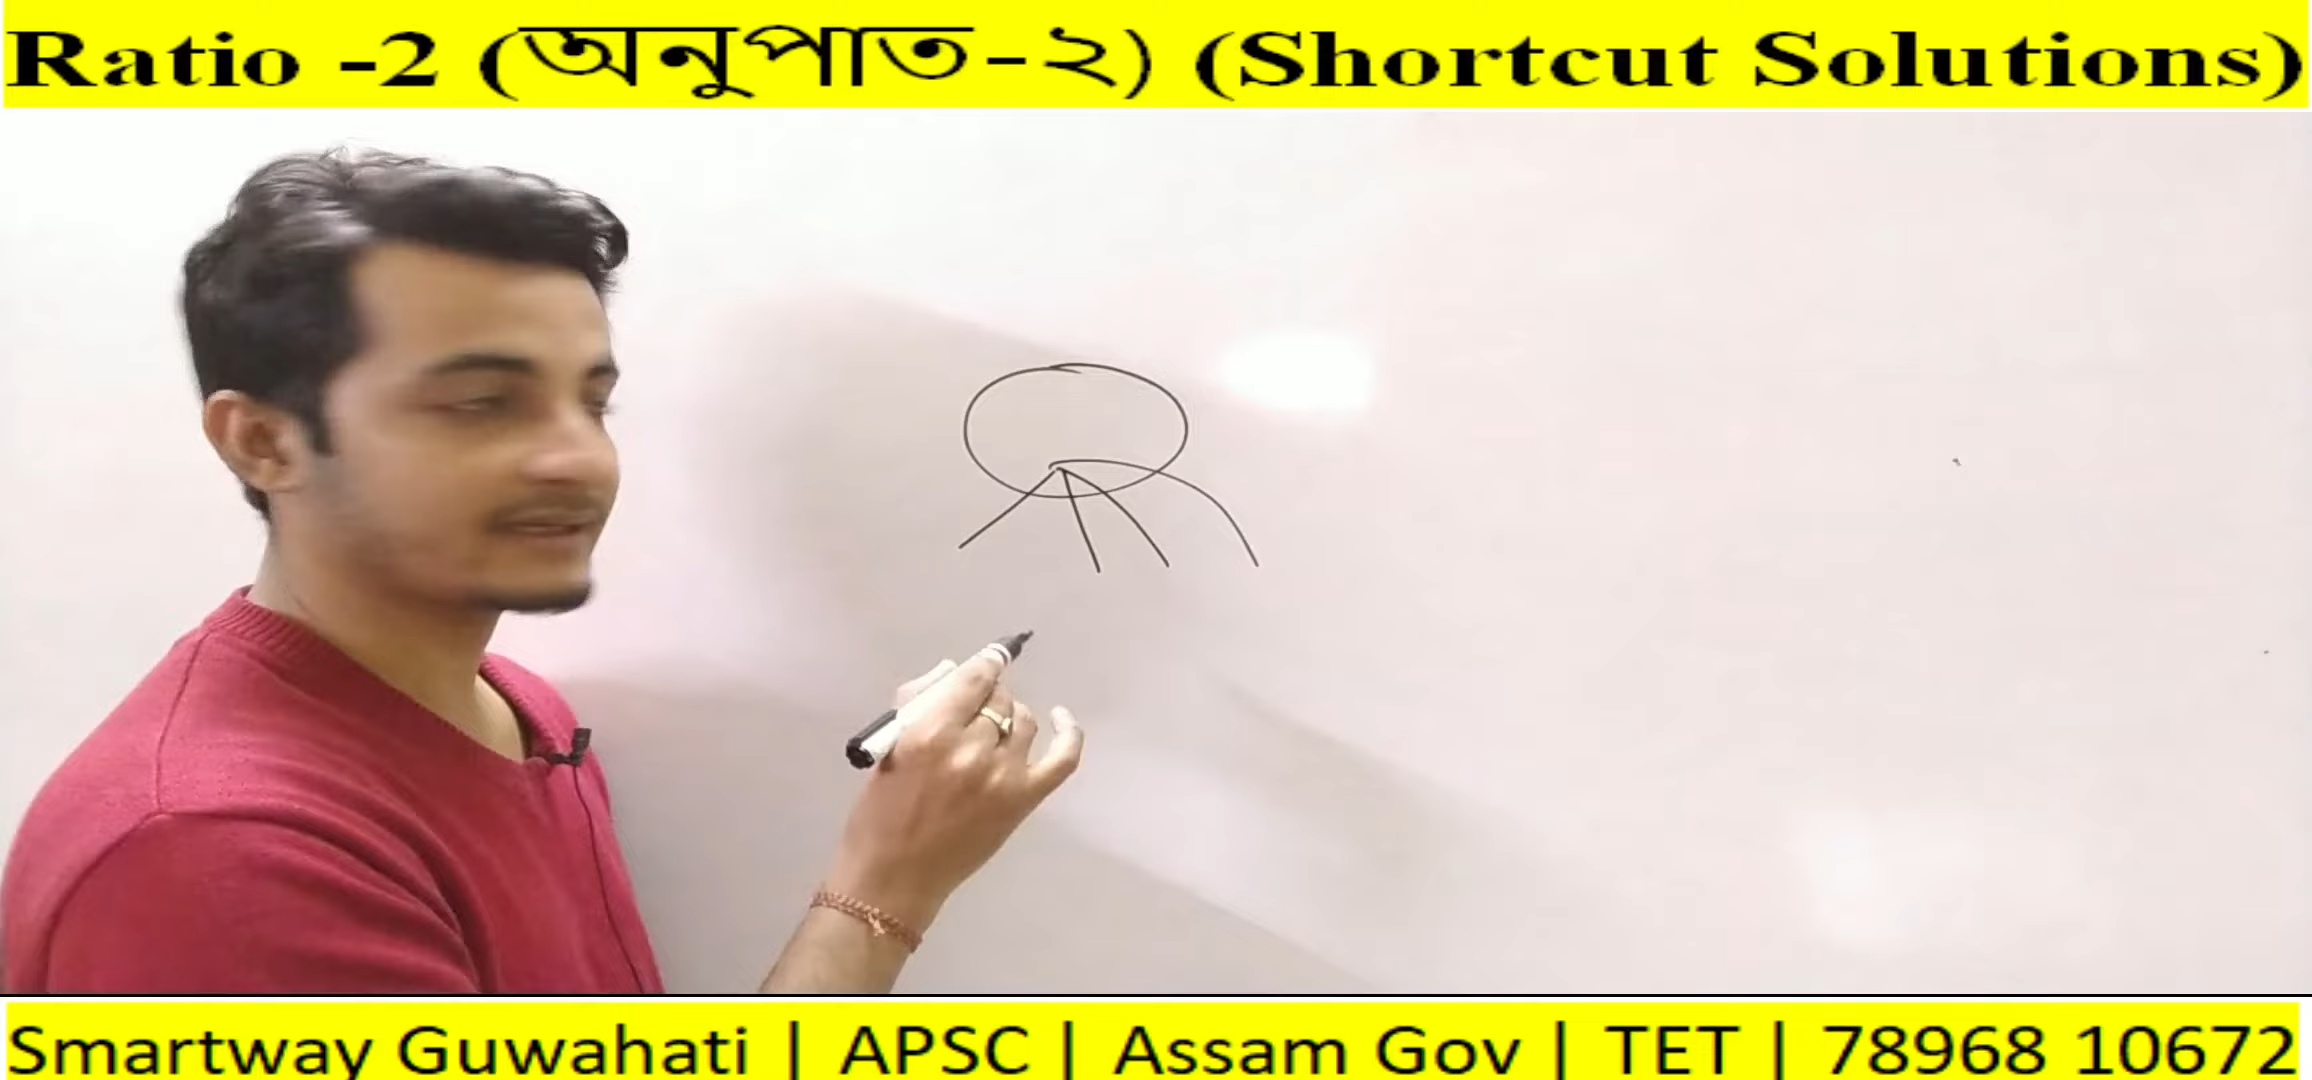 Ratio -2 (অনুপাত-২) (Shortcut Solutions)
Smartway Guwahati | APSC | Assam Gov | TET | 78968 10672